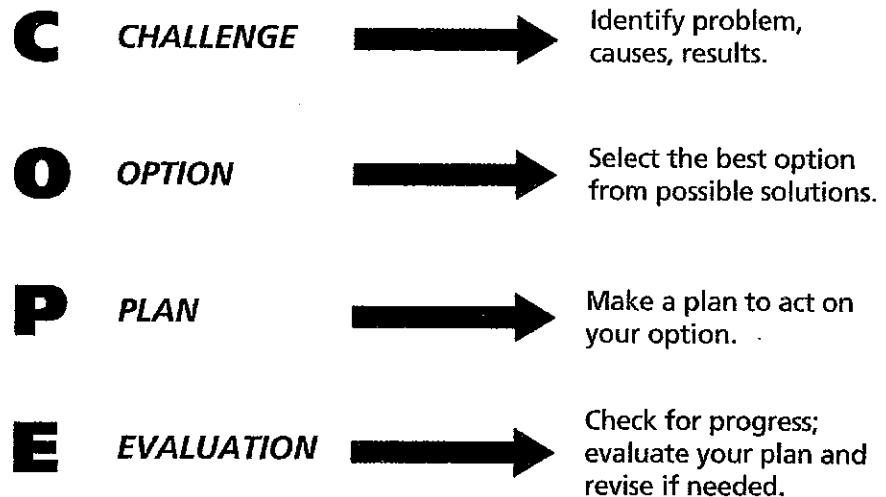 C CHALLENGE Identify problem,
causes, results.
O OPTION Select the best option
from possible solutions.
P PLAN Make a plan to act on
your option.
E EVALUATION Check for progress;
evaluate your plan and
revise if needed.